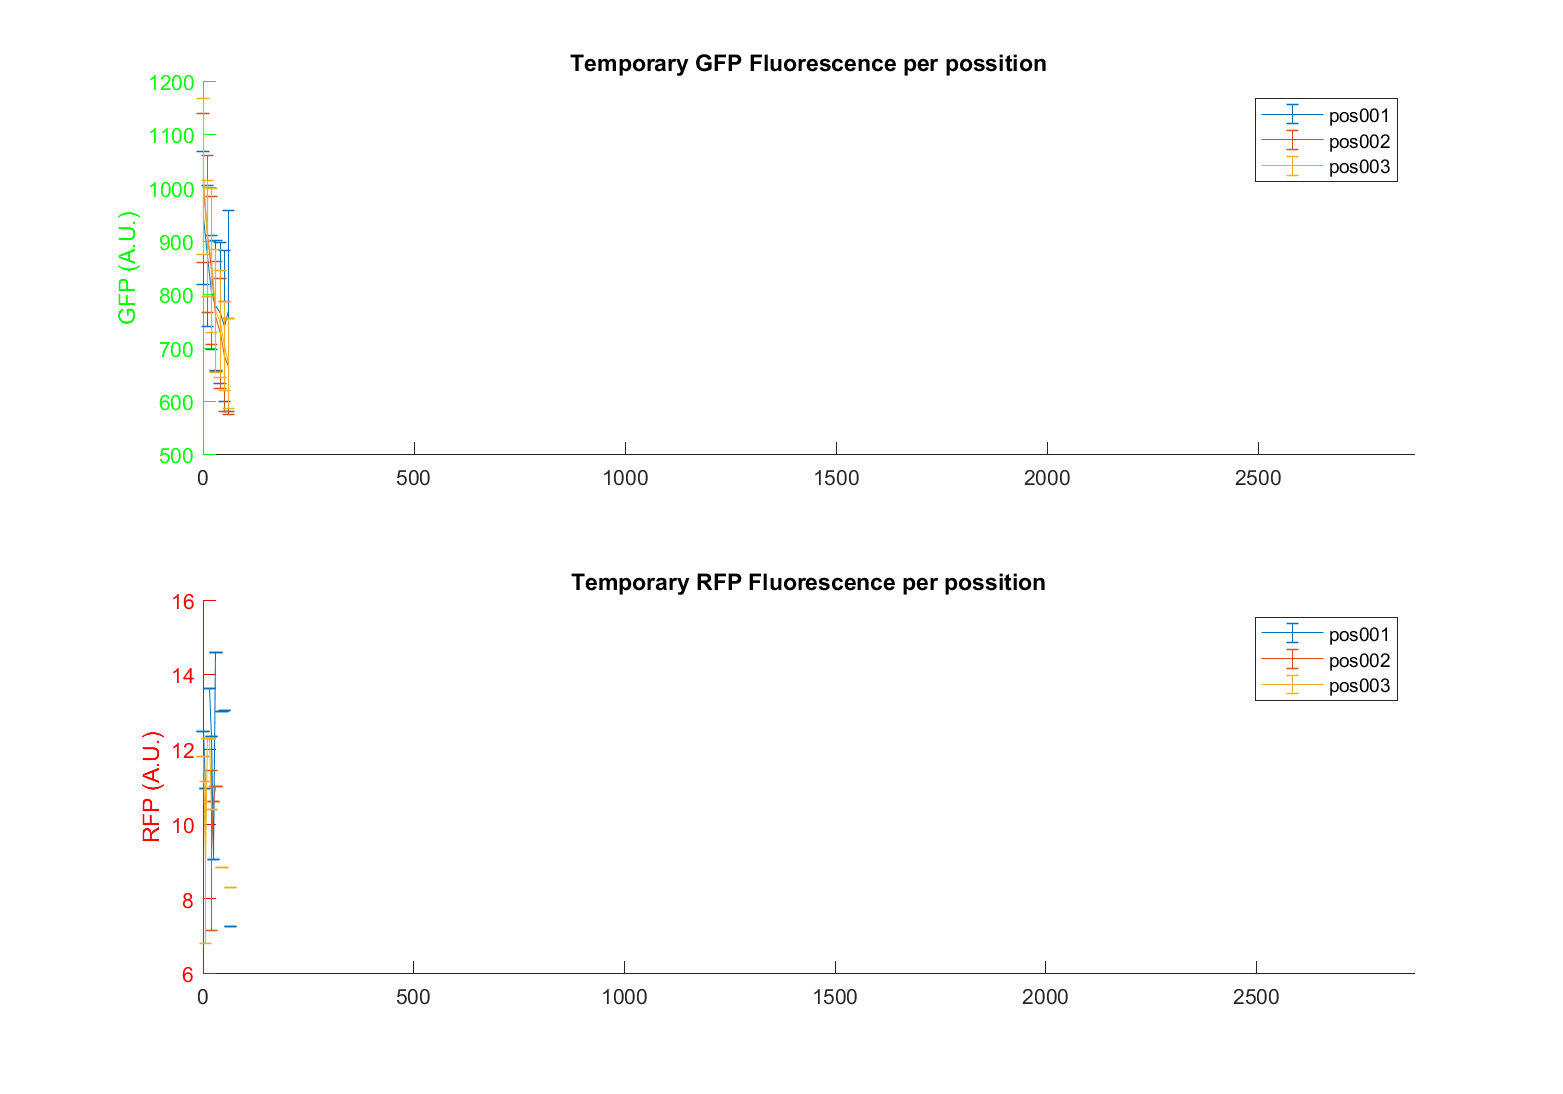 Temporary GFP Fluorescence per possition
GFP (A.U.)
1200
1100
1000
900
800
700
600
500
0 500 1000 1500 2000 2500
pos001
pos002
pos003
Temporary RFP Fluorescence per possition
RFP (A.U.)
16
14
12
10
8
6
0 500 1000 1500 2000 2500
pos001
pos002
pos003